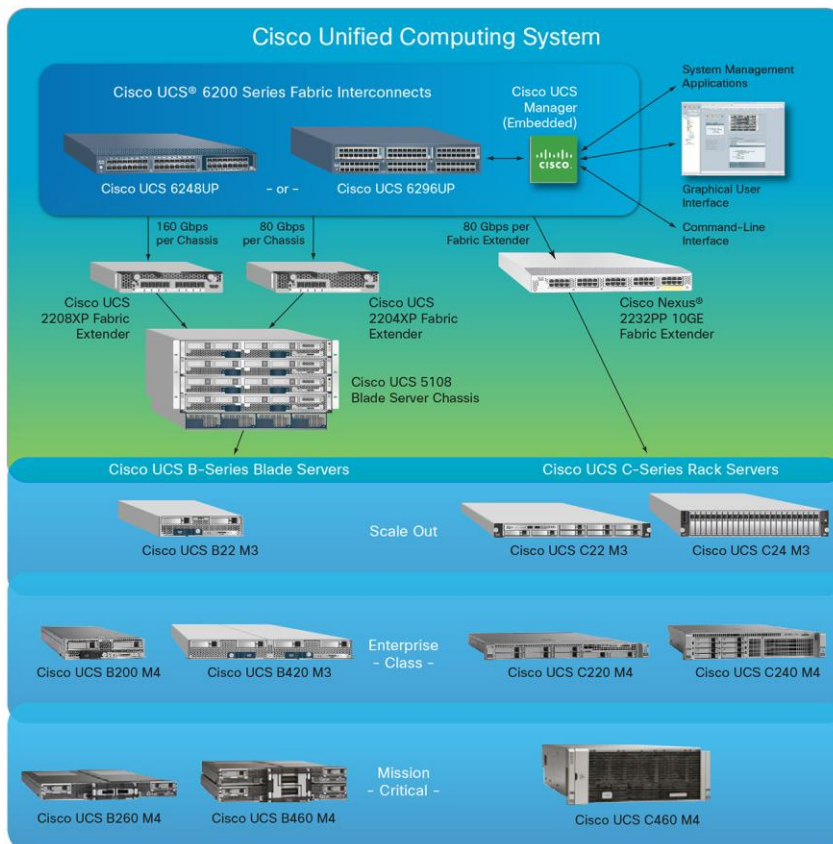 Cisco Unified Computing System
Cisco UCS® 6200 Series Fabric Interconnects
Cisco UCS
Manager
(Embedded)
System Management
Applications
CISCO.
Cisco UCS 6248UP
- or -
Cisco UCS 6296UP
Graphical User
Interface
160 Gbps
per Chassis
80 Gbps
per Chassis
80 Gbps per
Fabric Extender
Command-Line
Interface
Cisco UCS
2208XP Fabric
Extender
Cisco UCS
2204XP Fabric
Extender
Cisco Nexus®
2232PP 10GE
Fabric Extender
Cisco UCS 5108
Blade Server Chassis
Cisco UCS B-Series Blade Servers
Cisco UCS C-Series Rack Servers
Scale Out
Cisco UCS B22 M3
Cisco UCS C22 M3
Cisco UCS C24 M3
Enterprise
- Class -
Cisco UCS B200 M4
Cisco UCS B420 M3
Cisco UCS C220 M4
Cisco UCS C240 M4
Mission
- Critical -
Cisco UCS B260 M4
Cisco UCS B460 M4
Cisco UCS C460 M4